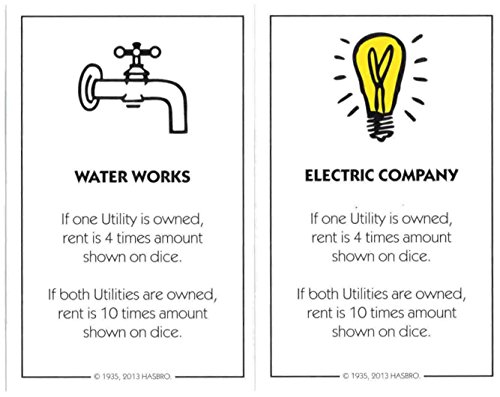 WATER WORKS
If one Utility is owned,
rent is 4 times amount
shown on dice.
If both Utilities are owned,
rent is 10 times amount
shown on dice.
© 1935, 2013 HASBRO.
ELECTRIC COMPANY
If one Utility is owned,
rent is 4 times amount
shown on dice.
If both Utilities are owned,
rent is 10 times amount
shown on dice.
© 1935, 2013 HASBRO.